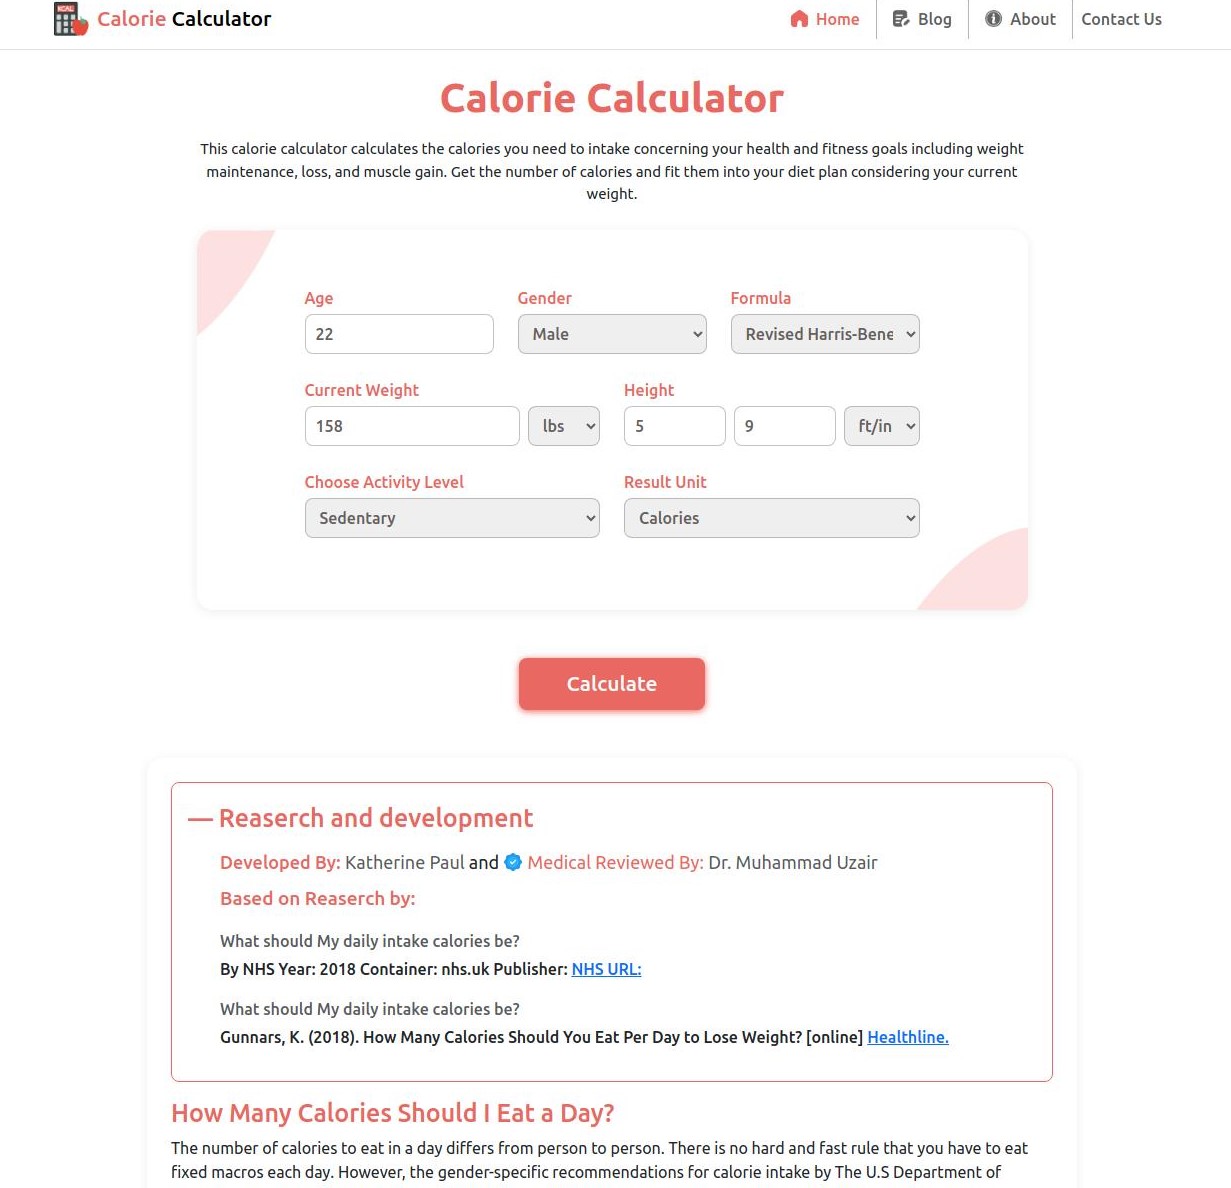 KCAL
Calorie Calculator
Home
Blog
About
Contact Us
Calorie Calculator
This calorie calculator calculates the calories you need to intake concerning your health and fitness goals including weight
maintenance, loss, and muscle gain. Get the number of calories and fit them into your diet plan considering your current
weight.
Age
Gender
Formula
22
Male
Revised Harris-Bene
Current Weight
Height
158
lbs
5
9
ft/in
Choose Activity Level
Result Unit
Sedentary
Calories
Calculate
— Reaserch and development
Developed By: Katherine Paul and Medical Reviewed By: Dr. Muhammad Uzair
Based on Reaserch by:
What should My daily intake calories be?
By NHS Year: 2018 Container: nhs.uk Publisher: NHS URL:
What should My daily intake calories be?
Gunnars, K. (2018). How Many Calories Should You Eat Per Day to Lose Weight? [online] Healthline.
How Many Calories Should I Eat a Day?
The number of calories to eat in a day differs from person to person. There is no hard and fast rule that you have to eat
fixed macros each day. However, the gender-specific recommendations for calorie intake by The U.S Department of